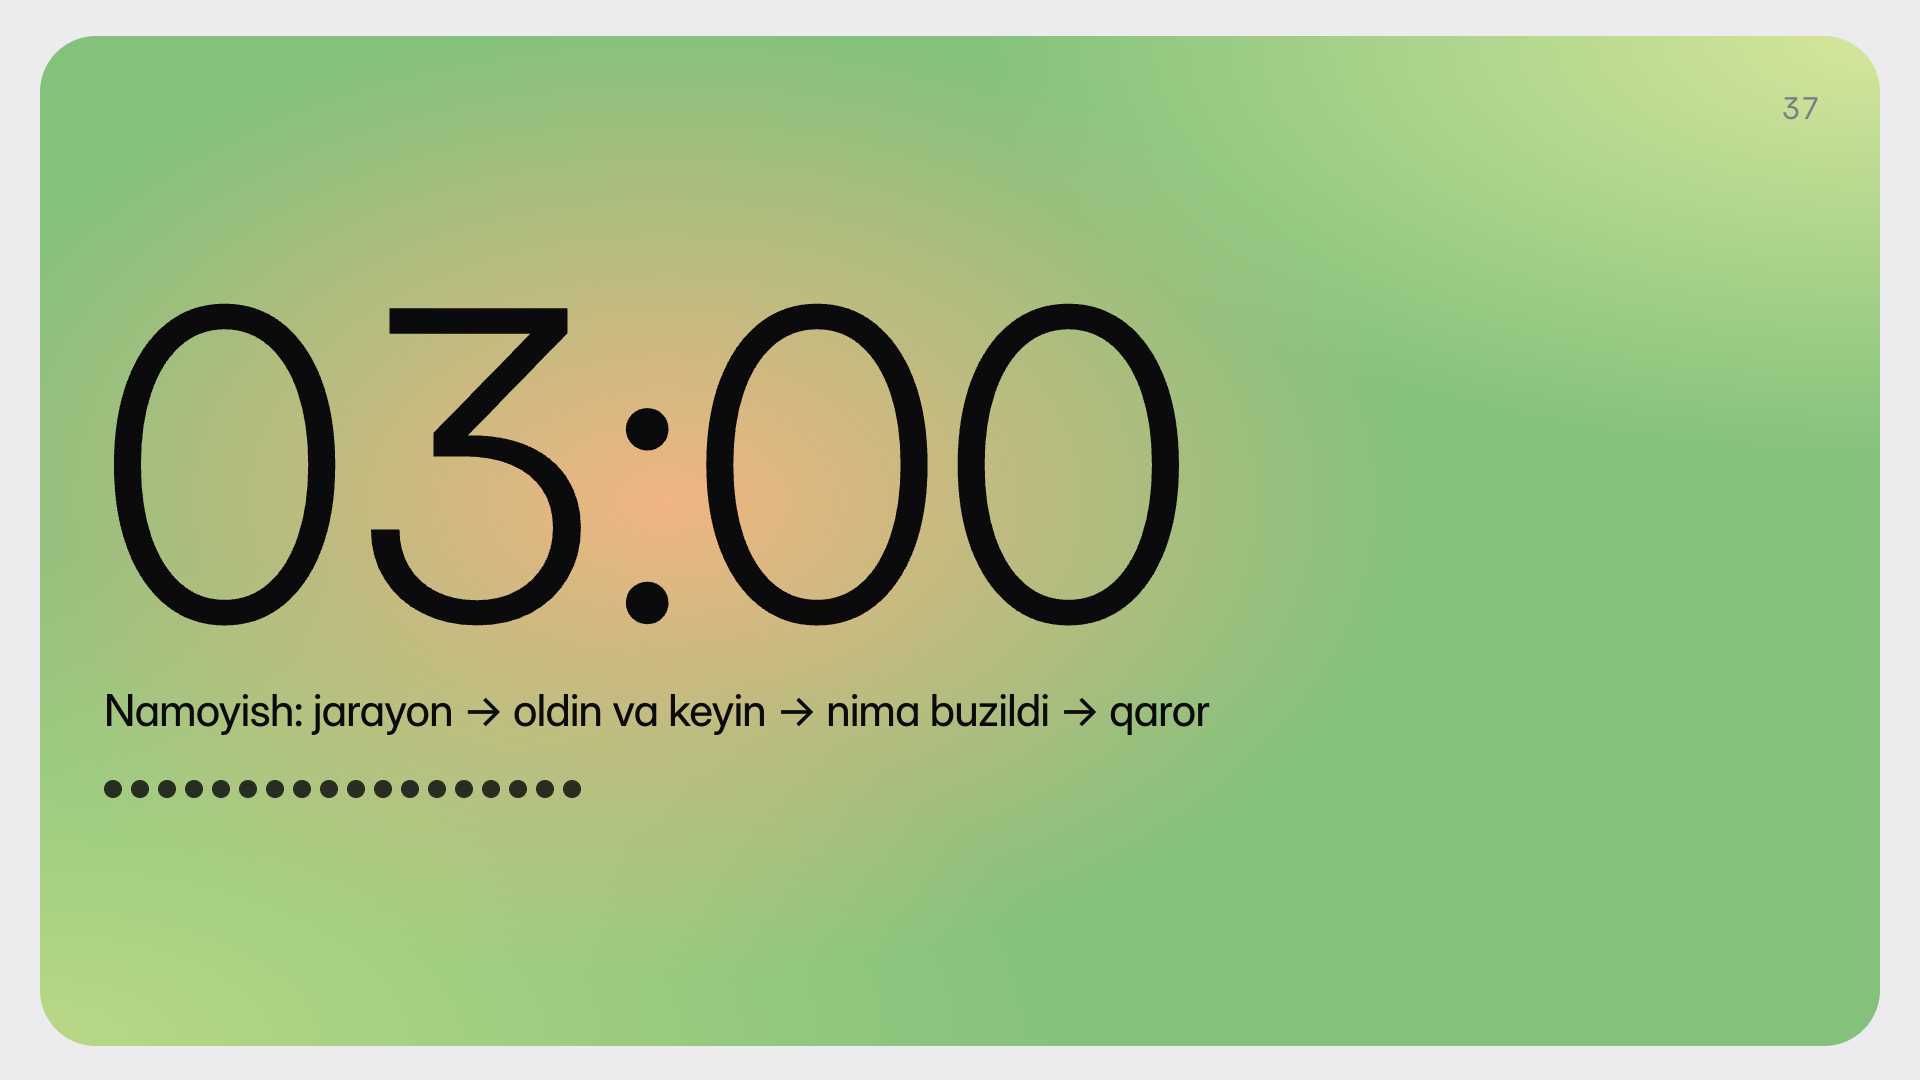 37
03:00
Namoyish: jarayon → oldin va keyin → nima buzildi → qaror